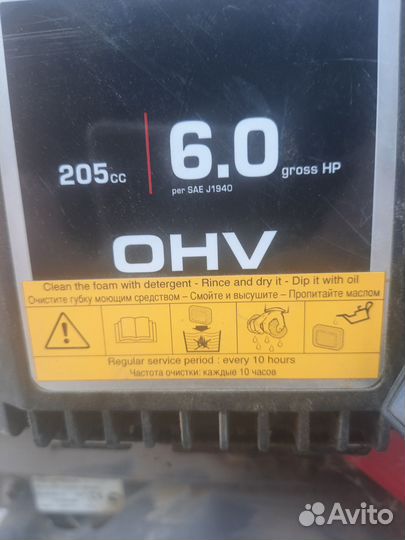 205cc
6.0 gross HP
per SAE J1940
OHV
Clean the foam with detergent - Rince and dry it - Dip it with oil
Очистите губку моющим средством – Смойте и высушите – Пропитайте маслом
Regular service period : every 10 hours
Частота очистки: каждые 10 часов
Avito